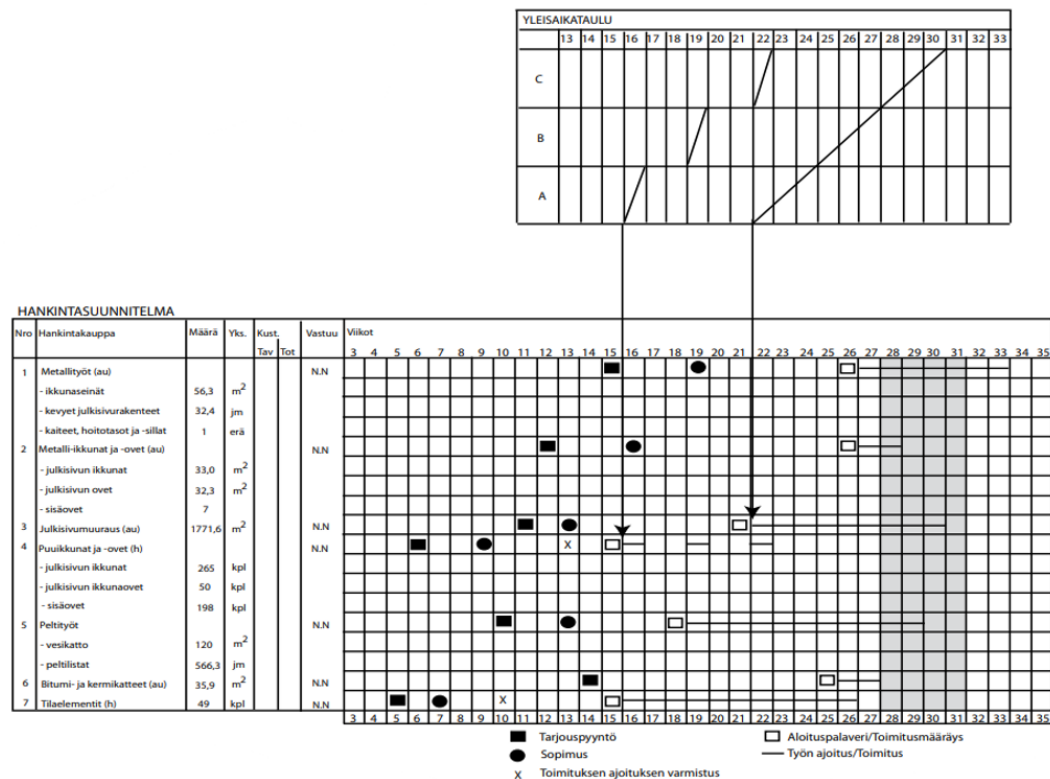 YLEISAIKATAULU
13 14 15 16 17 18 19 20 21 22 23 24 25 26 27 28 29 30 31 32 33
C
B
A
HANKINTASUUNNITELMA
Nro Hankintakauppa Määrä Yks. Kust. Vastuu Viikot
Tav Tot 3 4 5 6 7 8 9 10 11 12 13 14 15 16 17 18 19 20 21 22 23 24 25 26 27 28 29 30 31 32 33 34 35
1 Metallityöt (au) N.N
- ikkunaseinät 56,3 m2
- kevyet julkisivurakenteet 32,4 jm
- kaiteet, hoitotasot ja -sillat 1 erä
2 Metalli-ikkunat ja -ovet (au) N.N
- julkisivun ikkunat 33,0 m2
- julkisivun ovet 32,3 m2
- sisäovet 7
3 Julkisivumuuraus (au) 1771,6 m2 N.N
4 Puuikkunat ja -ovet (h) N.N x
- julkisivun ikkunat 265 kpl
- julkisivun ikkunaovet 50 kpl
- sisäovet 198 kpl
5 Peltityöt N.N
- vesikatto 120 m2
- peltilistat 566,3 jm
6 Bitumi- ja kermikatteet (au) 35,9 m2 N.N
7 Tilaelementit (h) 49 kpl N.N x
3 4 5 6 7 8 9 10 11 12 13 14 15 16 17 18 19 20 21 22 23 24 25 26 27 28 29 30 31 32 33 34 35
Tarjouspyyntö Aloituspalaveri/Toimitusmääräys
Sopimus Työn ajoitus/Toimitus
x Toimituksen ajoituksen varmistus